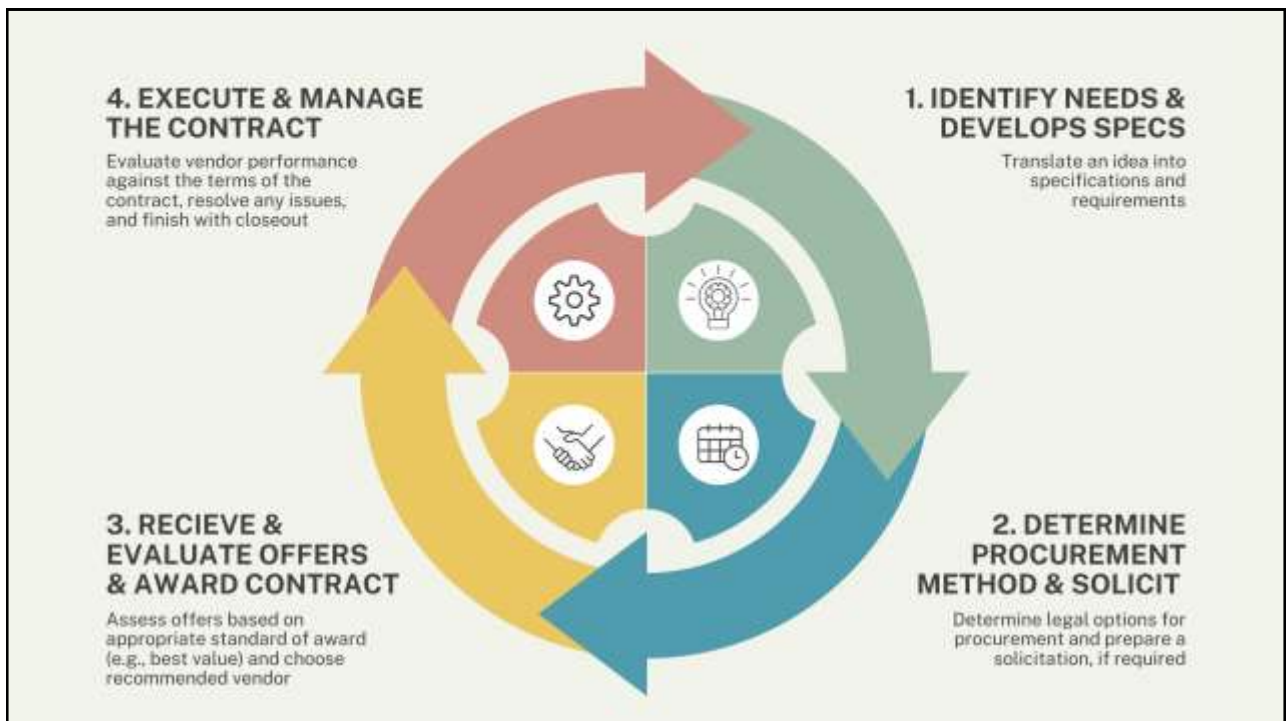 1. IDENTIFY NEEDS &
DEVELOPS SPECS
Translate an idea into
specifications and
requirements
2. DETERMINE
PROCUREMENT
METHOD & SOLICIT
Determine legal options for
procurement and prepare a
solicitation, if required
3. RECIEVE &
EVALUATE OFFERS
& AWARD CONTRACT
Assess offers based on
appropriate standard of award
(e.g., best value) and choose
recommended vendor
4. EXECUTE & MANAGE
THE CONTRACT
Evaluate vendor performance
against the terms of the
contract, resolve any issues,
and finish with closeout